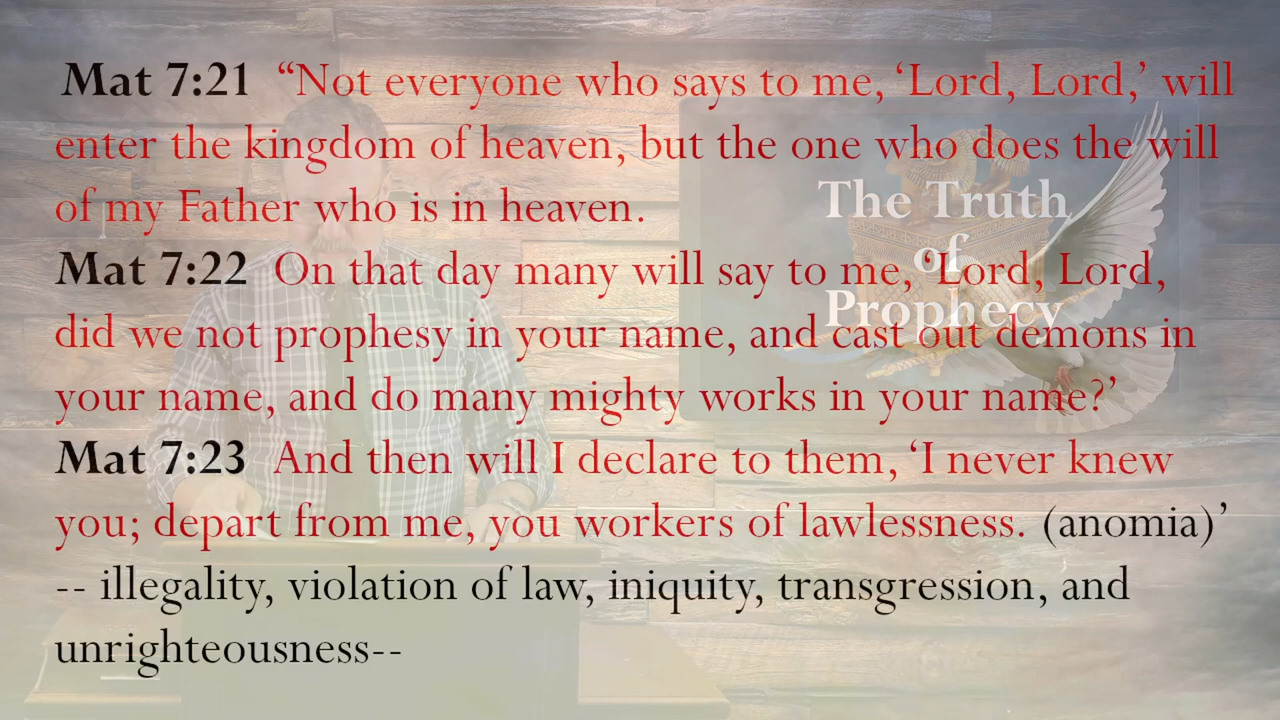 Mat 7:21 “Not everyone who says to me, ‘Lord, Lord,’ will
enter the kingdom of heaven, but the one who does the will
of my Father who is in heaven.
Mat 7:22 On that day many will say to me, ‘Lord, Lord,
did we not prophesy in your name, and cast out demons in
your name, and do many mighty works in your name?’
Mat 7:23 And then will I declare to them, ‘I never knew
you; depart from me, you workers of lawlessness. (anomia)’
-- illegality, violation of law, iniquity, transgression, and
unrighteousness--
The Truth
of
Prophecy